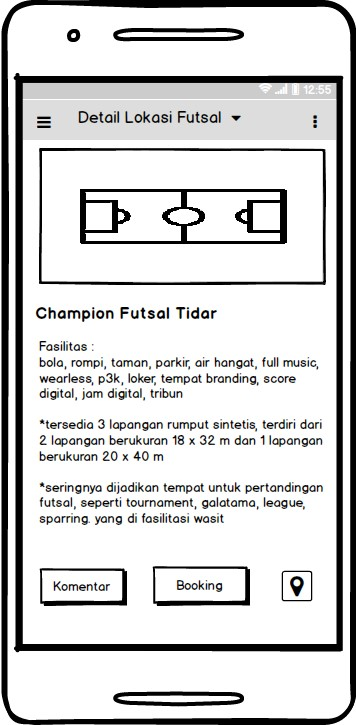 12:55
Detail Lokasi Futsal
Champion Futsal Tidar
Fasilitas :
bola, rompi, taman, parkir, air hangat, full music,
wearless, p3k, loker, tempat branding, score
digital, jam digital, tribun
*tersedia 3 lapangan rumput sintetis, terdiri dari
2 lapangan berukuran 18 x 32 m dan 1 lapangan
berukuran 20 x 40 m
*seringnya dijadikan tempat untuk pertandingan
futsal, seperti tournament, galatama, league,
sparring. yang di fasilitasi wasit
Komentar
Booking